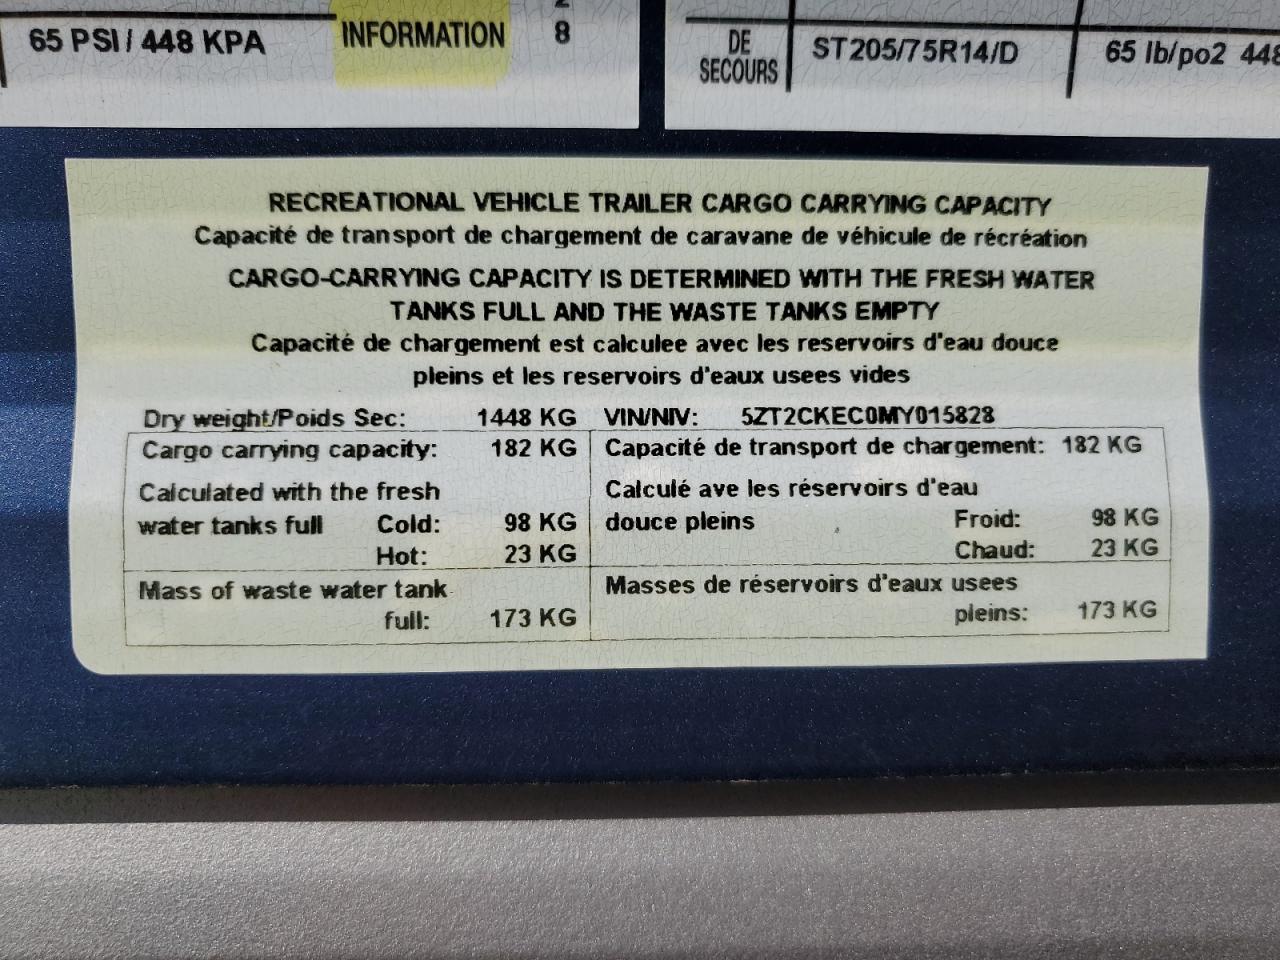 65 PSI / 448 KPA
INFORMATION
8
DE
SECOURS
ST205/75R14/D
65 lb/po2 448
RECREATIONAL VEHICLE TRAILER CARGO CARRYING CAPACITY
Capacité de transport de chargement de caravane de véhicule de récréation
CARGO-CARRYING CAPACITY IS DETERMINED WITH THE FRESH WATER
TANKS FULL AND THE WASTE TANKS EMPTY
Capacité de chargement est calculee avec les reservoirs d'eau douce
pleins et les reservoirs d'eaux usees vides
Dry weight/Poids Sec: 1448 KG VIN/NIV: 5ZT2CKEC0MY015828
Cargo carrying capacity: 182 KG
Calculated with the fresh
water tanks full Cold: 98 KG
Hot: 23 KG
Mass of waste water tank
full: 173 KG
Capacité de transport de chargement: 182 KG
Calculé ave les réservoirs d'eau
douce pleins Froid: 98 KG
Chaud: 23 KG
Masses de réservoirs d'eaux usees
pleins: 173 KG